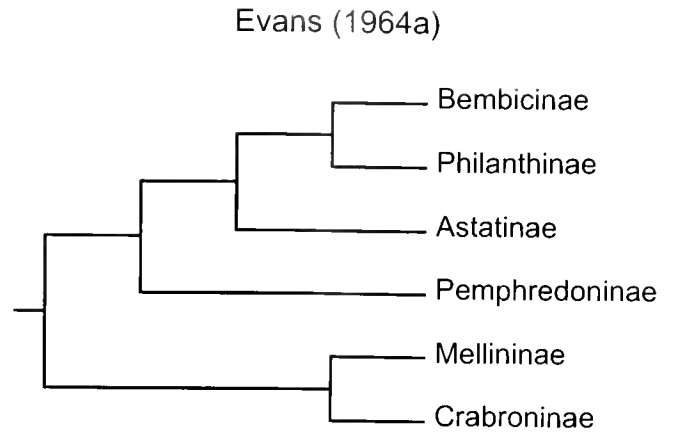 Evans (1964a)
Bembicinae
Philanthinae
Astatinae
Pemphredoninae
Mellininae
Crabroninae